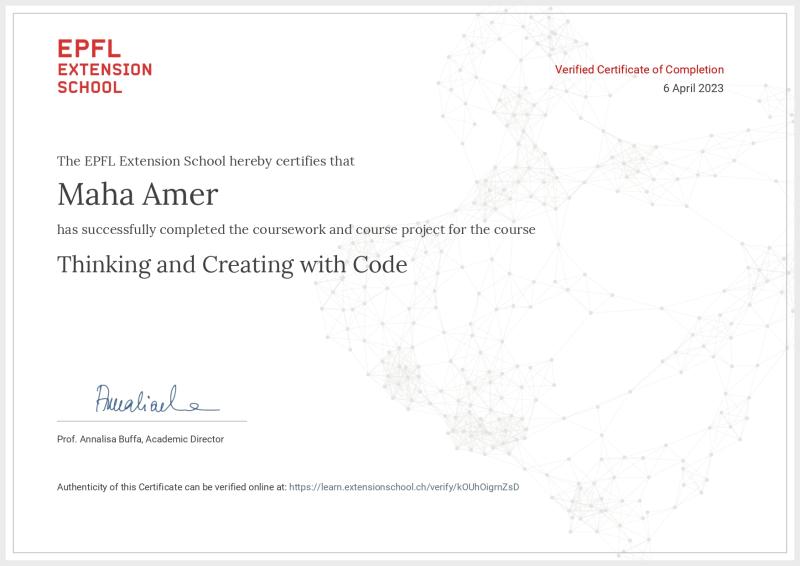 EPFL
EXTENSION
SCHOOL
Verified Certificate of Completion
6 April 2023
The EPFL Extension School hereby certifies that
Maha Amer
has successfully completed the coursework and course project for the course
Thinking and Creating with Code
Prof. Annalisa Buffa, Academic Director
Authenticity of this Certificate can be verified online at: https://learn.extensionschool.ch/verify/kOUhOigmZsD